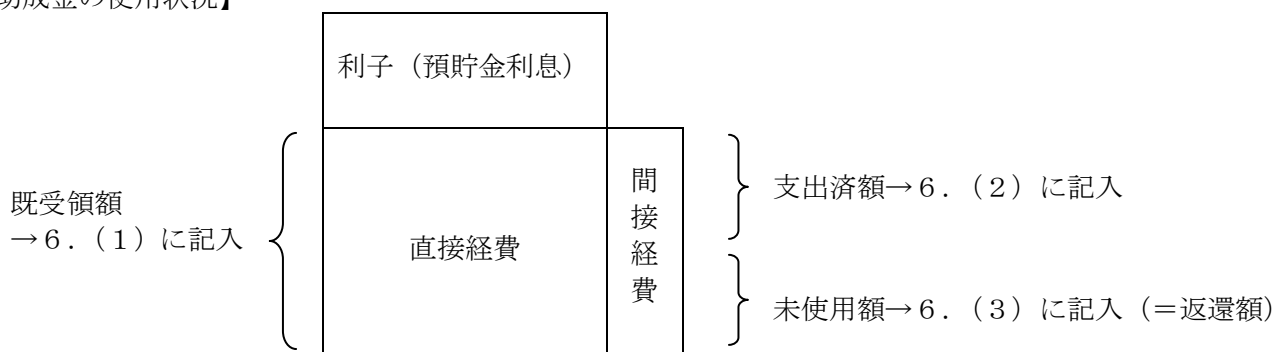 助成金の使用状況】
利子（預貯金利息）
既受領額
→６．（１）に記入
直接経費
間接経費
支出済額→６．（２）に記入
未使用額→６．（３）に記入（＝返還額）